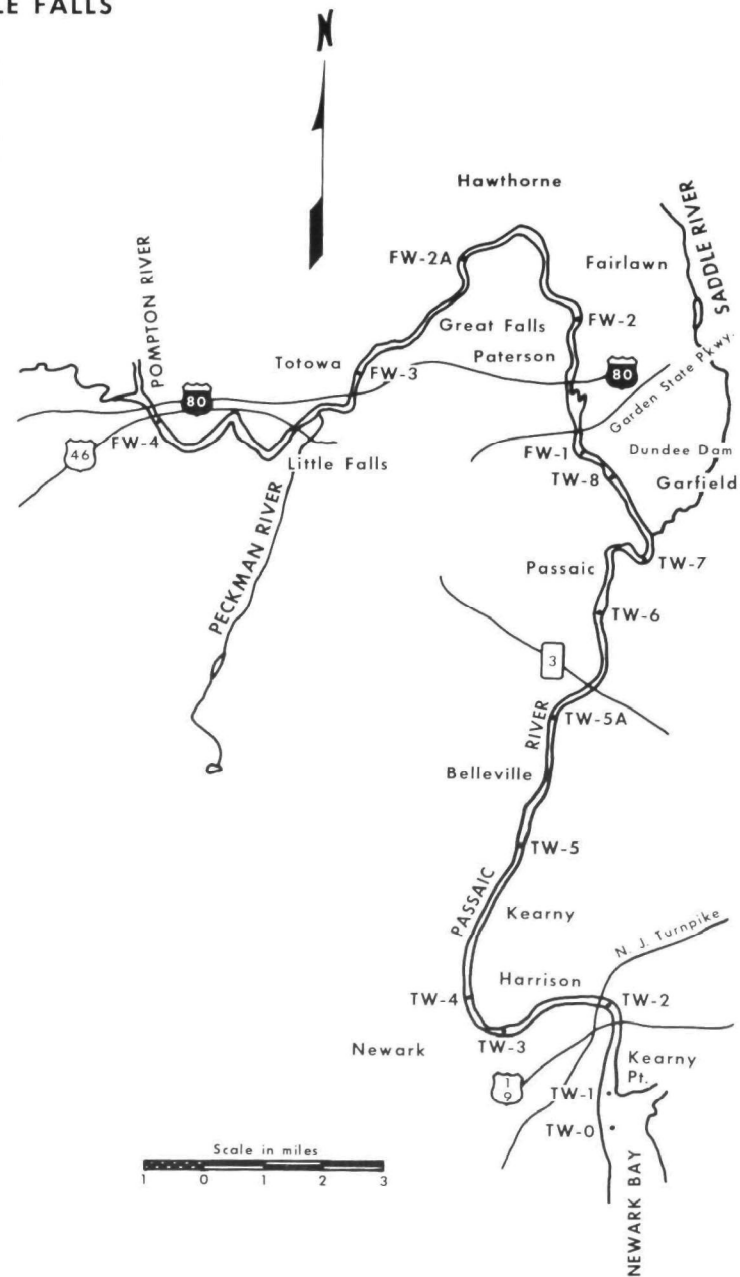 LE FALLS
N
Hawthorne
SADDLE RIVER
POMPTON RIVER
FW-2A
Fairlawn
Great Falls
FW-2
Totowa
Paterson
FW-3
80
80
Garden State Pkwy.
FW-4
46
Little Falls
FW-1
Dundee Dam
TW-8
Garfield
PECKMAN RIVER
Passaic
TW-7
TW-6
3
RIVER
TW-5A
Belleville
TW-5
PASSAIC
Kearny
N. J. Turnpike
Harrison
TW-4
TW-2
TW-3
Newark
Kearny
Pt.
1
9
TW-1
TW-0
Scale in miles
1 0 1 2 3
NEWARK BAY